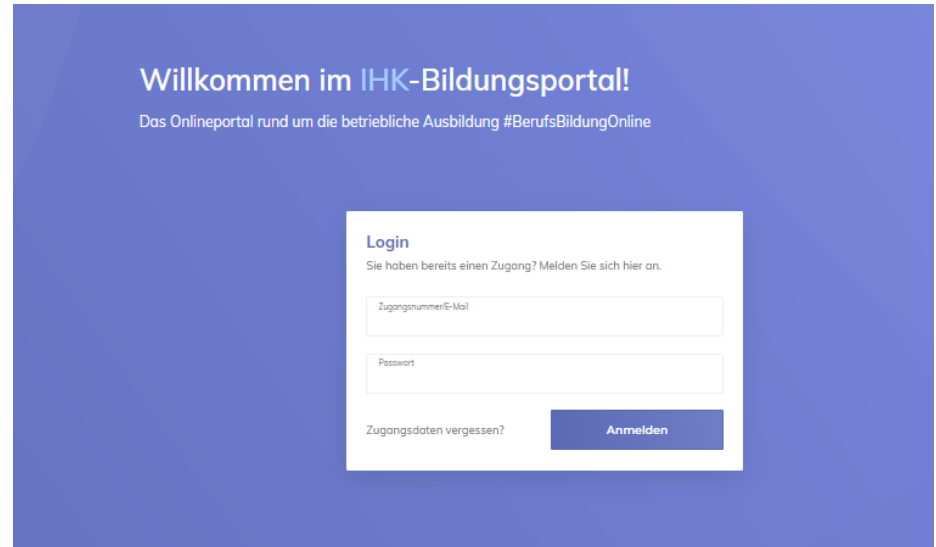 Willkommen im IHK-Bildungsportal!
Das Onlineportal rund um die betriebliche Ausbildung #BerufsBildungOnline
Login
Sie haben bereits einen Zugang? Melden Sie sich hier an.
Zugangsnummer/E-Mail
Passwort
Zugangsdaten vergessen?
Anmelden